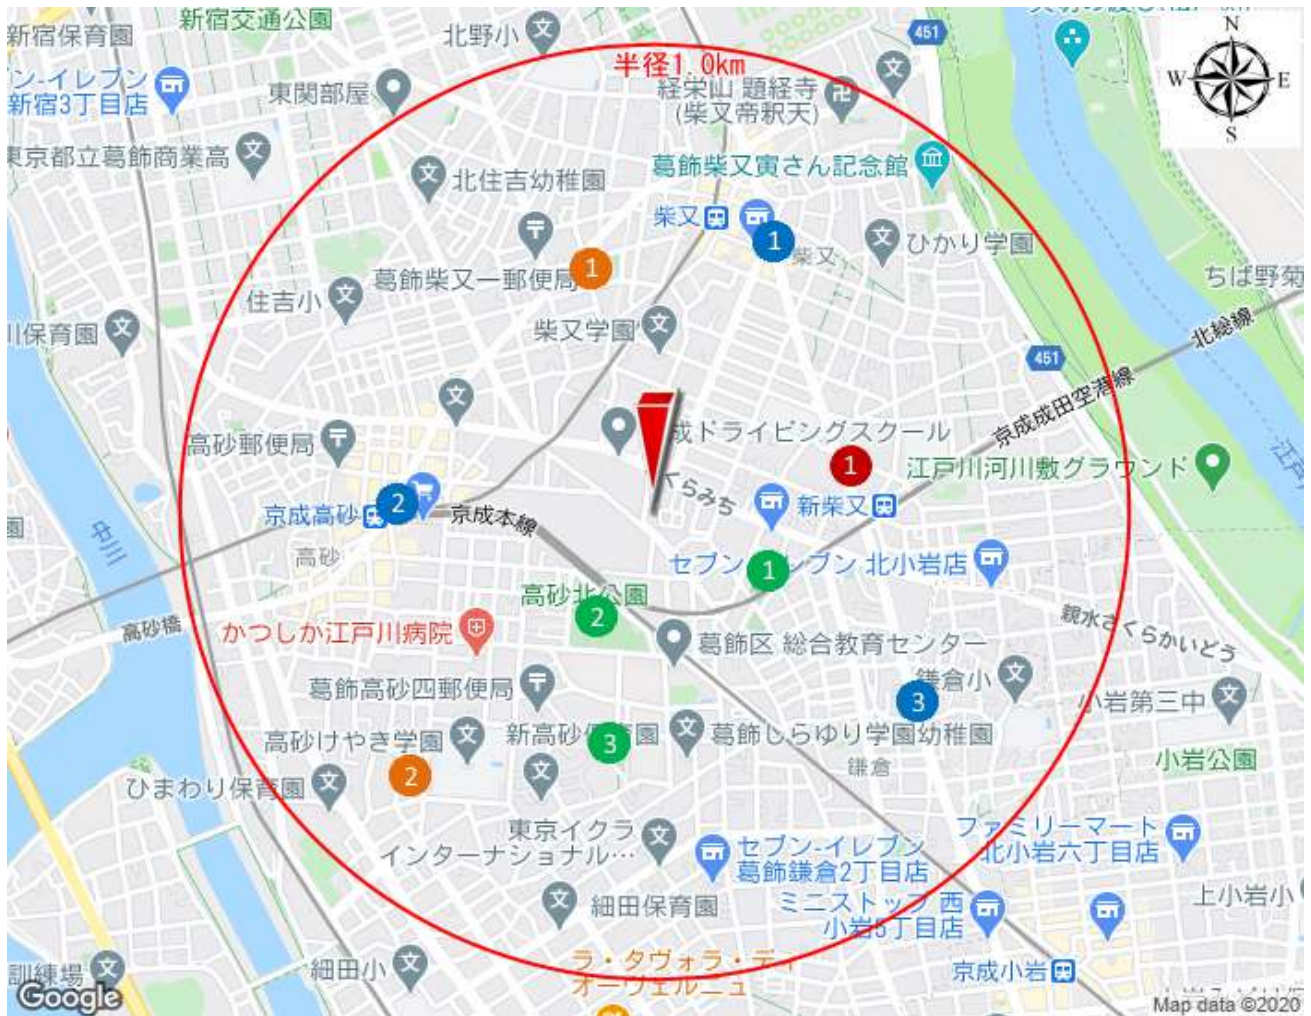 新宿交通公園
新宿保育園
北野小
451
N
W
E
S
半径1.0km
ン-イレブン
新宿3丁目店
東関部屋
経栄山 題経寺
(柴又帝釈天)
東京都立葛飾商業高
北住吉幼稚園
葛飾柴又寅さん記念館
柴又
1
柴又
ひかり学園
葛飾柴又一郵便局
1
住吉小
ちば野菊
川保育園
柴又学園
北総線
451
京成成田空港線
高砂郵便局
成ドライビングスクール
1
江戸川河川敷グラウンド
江戸川
くらみち
新柴又
京成高砂
2
京成本線
園
中川
高砂
セブン
1
レブン 北小岩店
高砂北公園
2
高砂橋
かつしか江戸川病院
葛飾区 総合教育センター
親水さくらかいどう
葛飾高砂四郵便局
鎌倉小
3
小岩第三中
高砂けやき学園
新高砂保育園
3
葛飾しらゆり学園幼稚園
鎌倉
小岩公園
2
ひまわり保育園
東京イクラ
インターナショナル…
セブン-イレブン
葛飾鎌倉2丁目店
ファミリーマート
北小岩六丁目店
細田保育園
ミニストップ 西
小岩5丁目店
上小岩小
訓練場
細田小
ラ・タヴォラ・ディ
オーヴェルニュ
京成小岩
Google
Map data ©2020